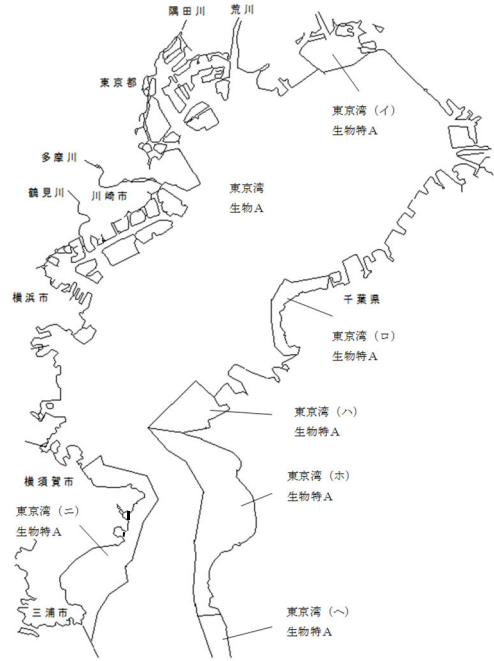 隅田川
荒川
東京都
東京湾（イ）
生物特A
多摩川
東京湾
生物A
鶴見川
川崎市
横浜市
千葉県
東京湾（ロ）
生物特A
東京湾（ハ）
生物特A
横須賀市
東京湾（ホ）
生物特A
東京湾（ニ）
生物特A
三浦市
東京湾（ヘ）
生物特A